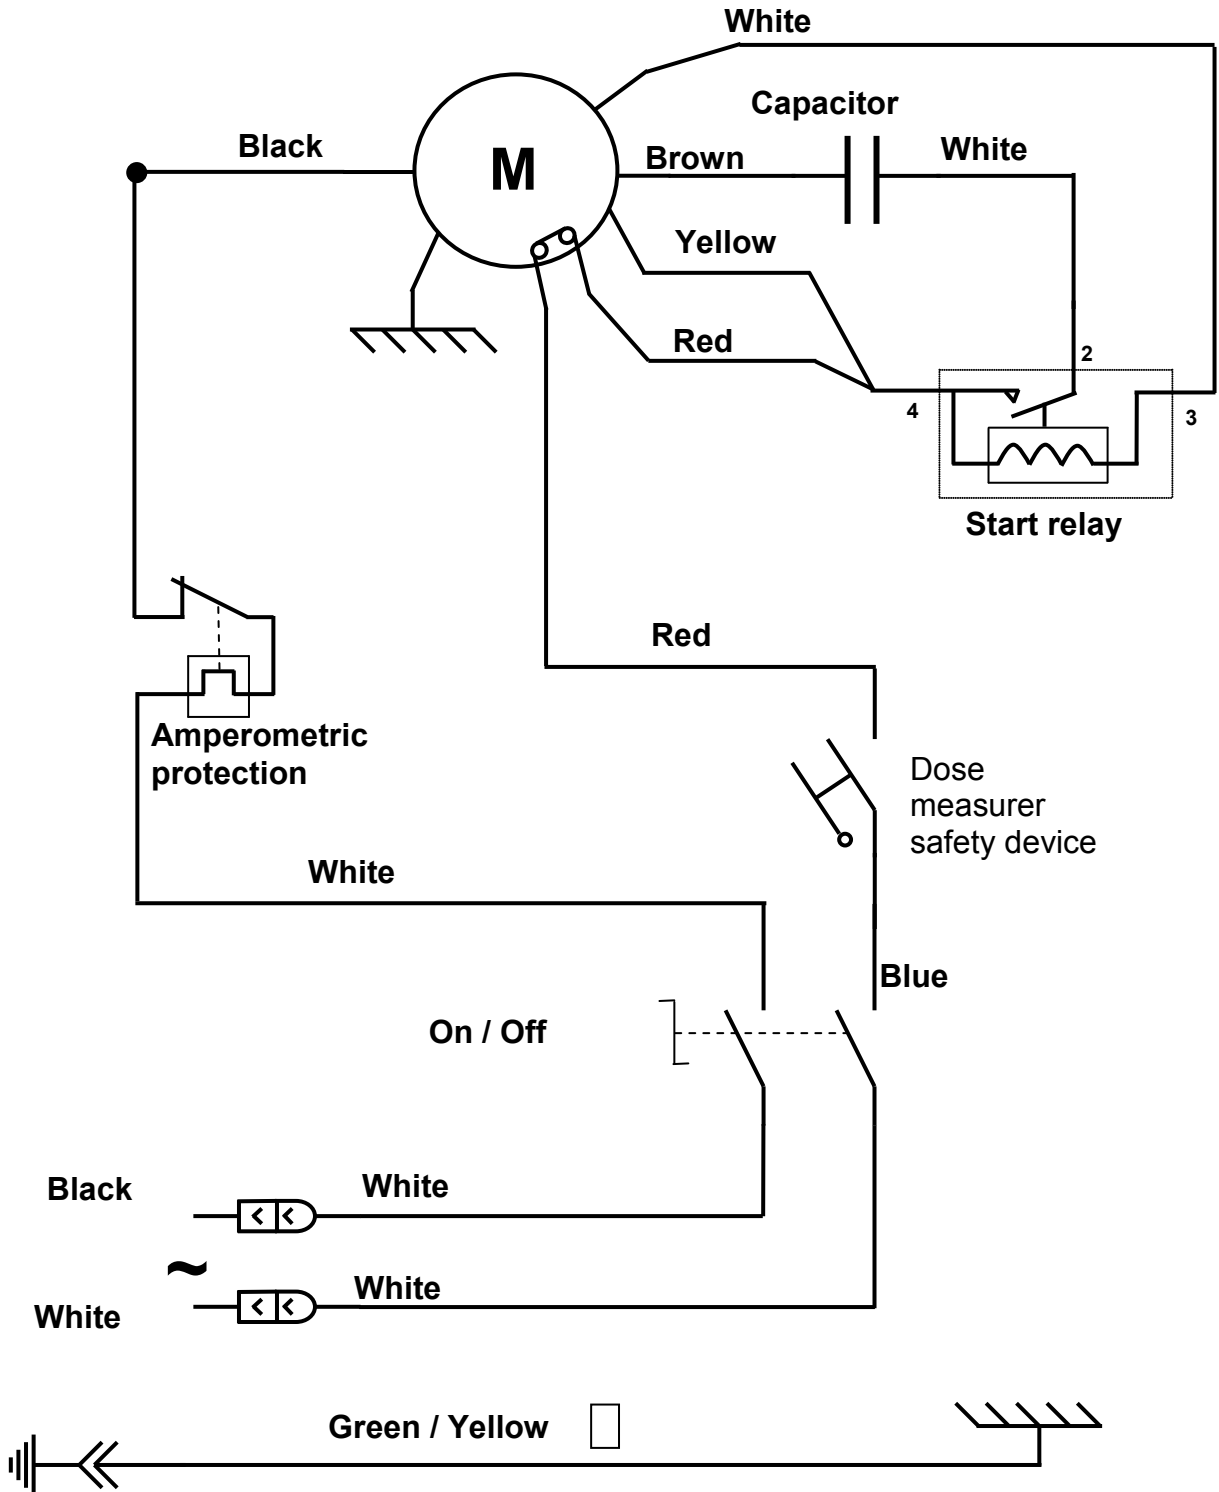 White
Capacitor
Black
M
Brown
White
Yellow
Red
2
4
3
Start relay
Red
Amperometric
protection
Dose
measurer
safety device
White
Blue
On / Off
Black
White
~
White
White
Green / Yellow